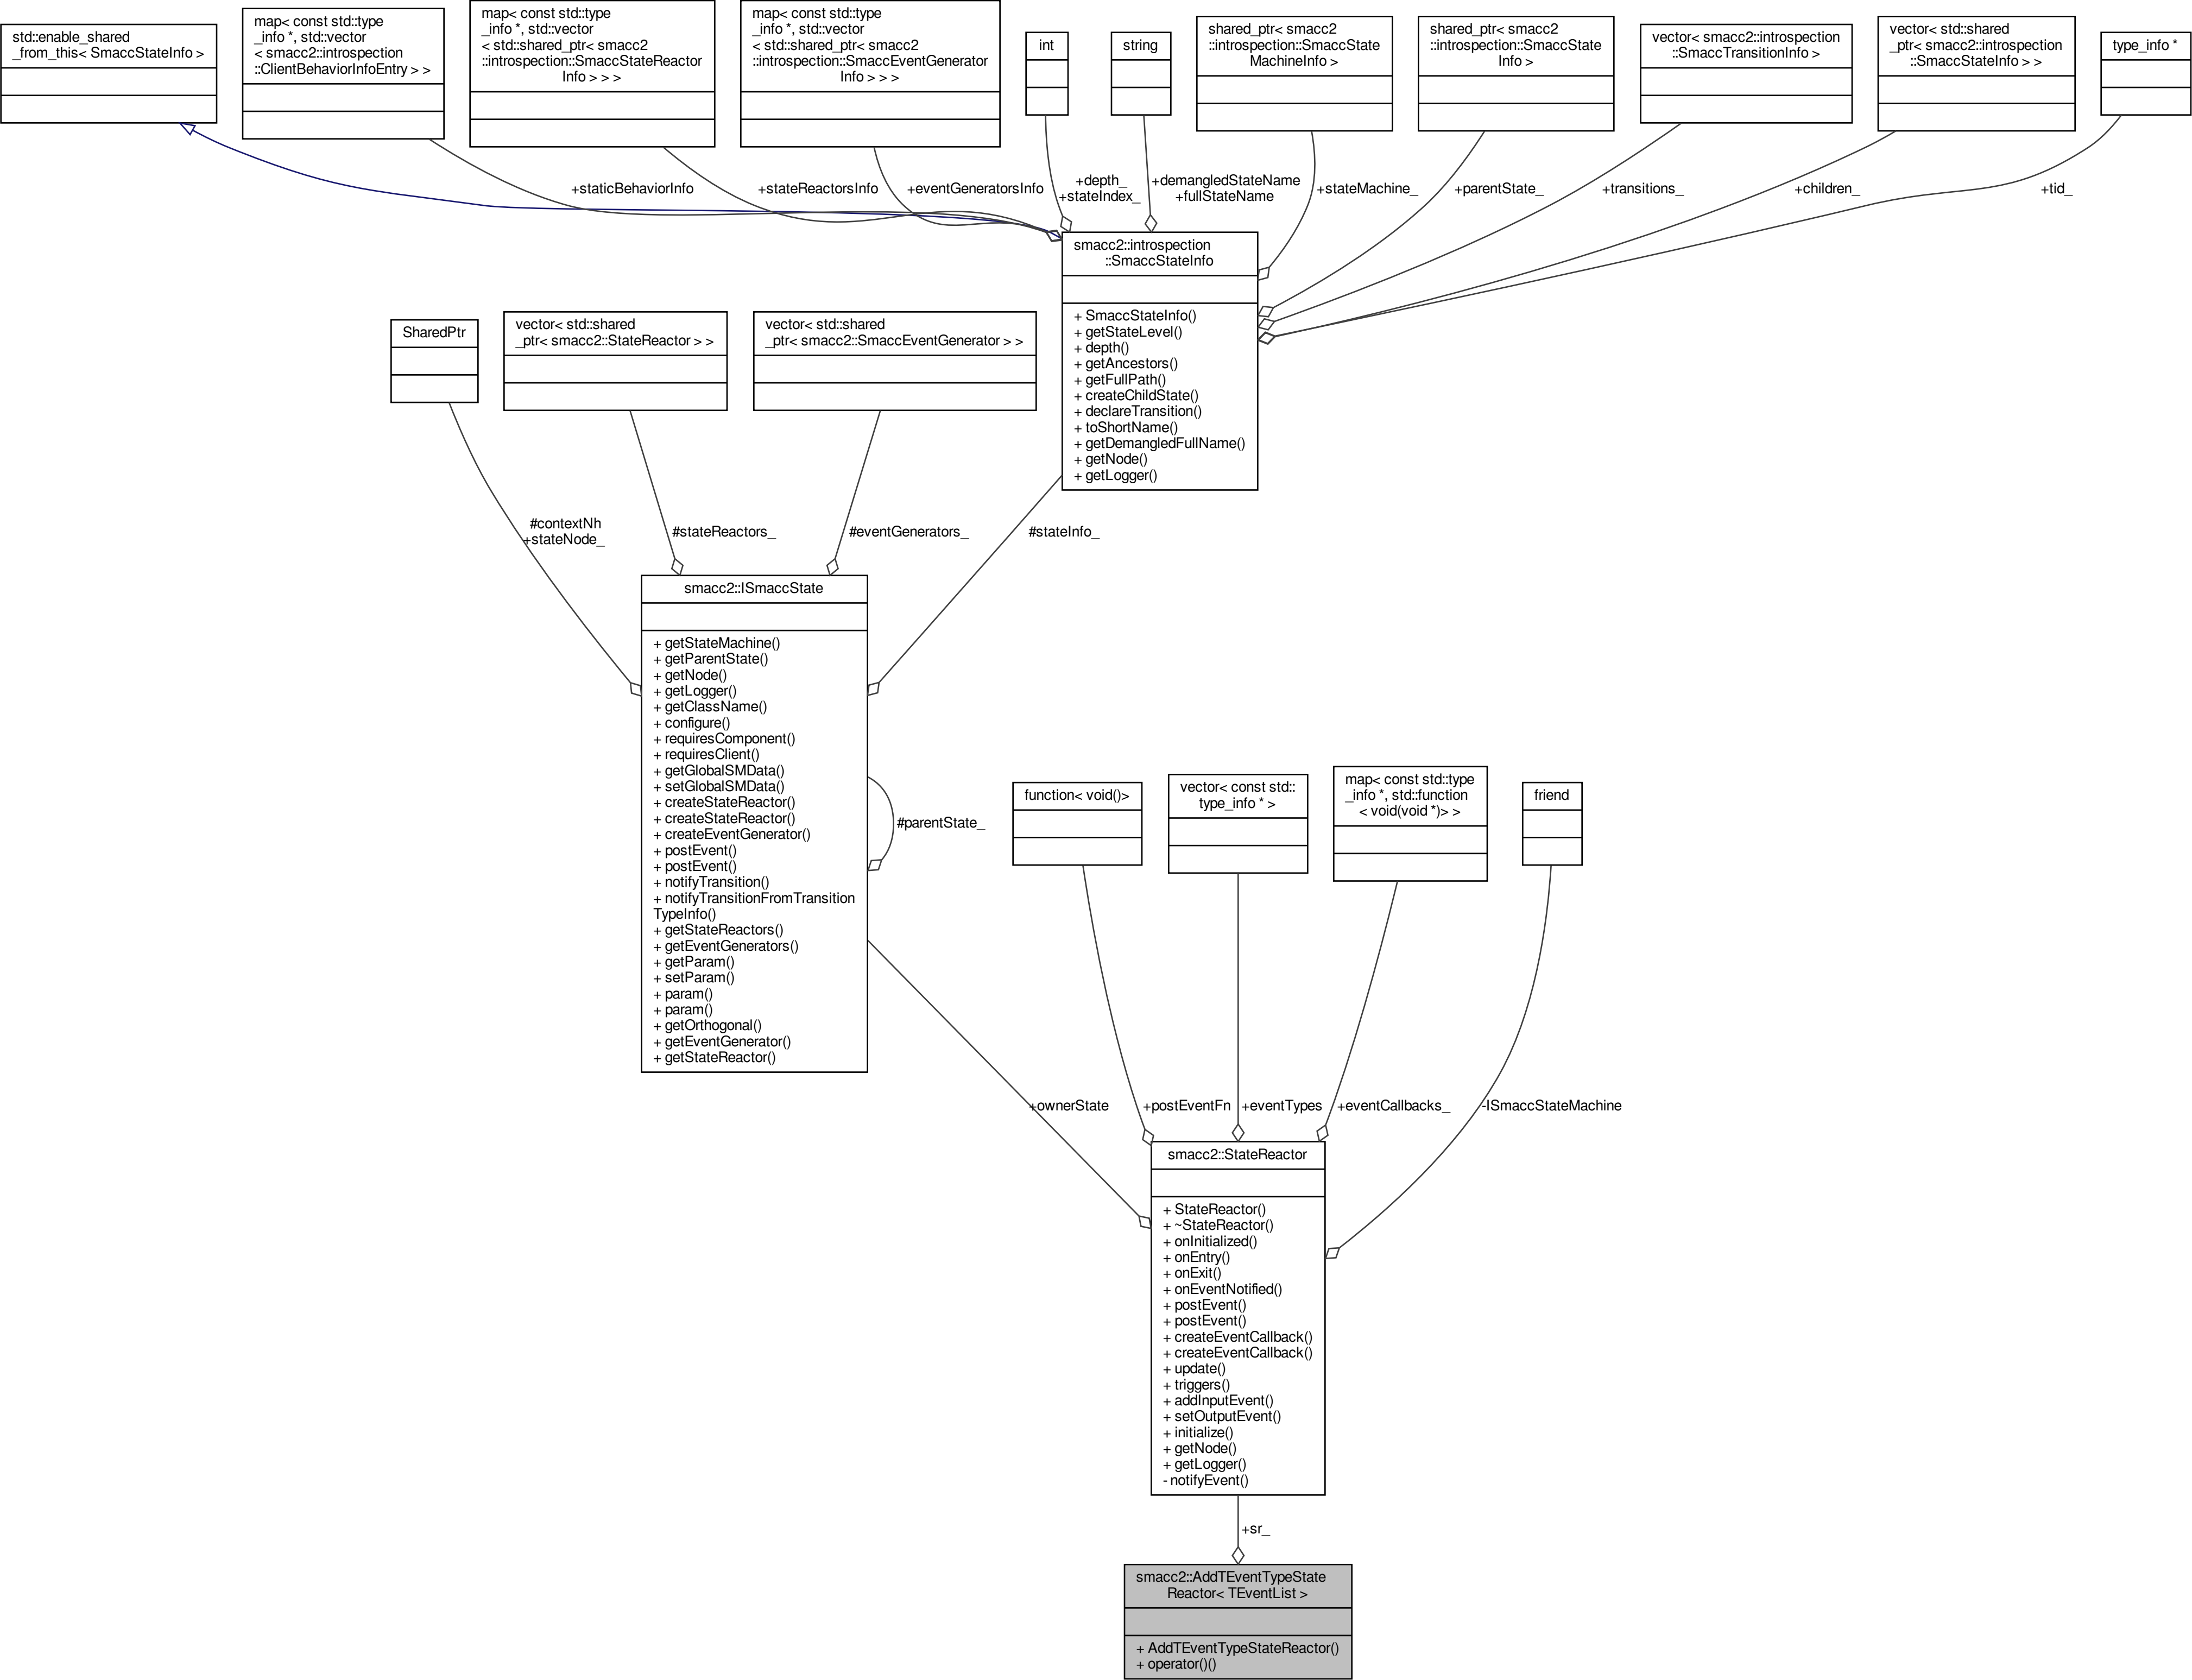 std::enable_shared
_from_this< SmaccStateInfo >
map< const std::type
_info *, std::vector
< smacc2::introspection
::ClientBehaviorInfoEntry > >
map< const std::type
_info *, std::vector
< std::shared_ptr< smacc2
::introspection::SmaccStateReactor
Info > > >
map< const std::type
_info *, std::vector
< std::shared_ptr< smacc2
::introspection::SmaccEventGenerator
Info > > >
int
string
shared_ptr< smacc2
::introspection::SmaccState
MachineInfo >
shared_ptr< smacc2
::introspection::SmaccState
Info >
vector< smacc2::introspection
::SmaccTransitionInfo >
vector< std::shared
_ptr< smacc2::introspection
::SmaccStateInfo > >
type_info *
+staticBehaviorInfo
+stateReactorsInfo
+eventGeneratorsInfo
+depth_
+stateIndex_
+demangledStateName
+fullStateName
+stateMachine_
+parentState_
+transitions_
+children_
+tid_
smacc2::introspection
::SmaccStateInfo
+ SmaccStateInfo()
+ getStateLevel()
+ depth()
+ getAncestors()
+ getFullPath()
+ createChildState()
+ declareTransition()
+ toShortName()
+ getDemangledFullName()
+ getNode()
+ getLogger()
SharedPtr
vector< std::shared
_ptr< smacc2::StateReactor > >
vector< std::shared
_ptr< smacc2::SmaccEventGenerator > >
#contextNh
+stateNode_
#stateReactors_
#eventGenerators_
#stateInfo_
smacc2::ISmaccState
+ getStateMachine()
+ getParentState()
+ getNode()
+ getLogger()
+ getClassName()
+ configure()
+ requiresComponent()
+ requiresClient()
+ getGlobalSMData()
+ setGlobalSMData()
+ createStateReactor()
+ createStateReactor()
+ createEventGenerator()
+ postEvent()
+ postEvent()
+ notifyTransition()
+ notifyTransitionFromTransition
TypeInfo()
+ getStateReactors()
+ getEventGenerators()
+ getParam()
+ setParam()
+ param()
+ param()
+ getOrthogonal()
+ getEventGenerator()
+ getStateReactor()
#parentState_
function< void()>
vector< const std::
type_info * >
map< const std::type
_info *, std::function
< void(void *)> >
friend
+ownerState
+postEventFn
+eventTypes
+eventCallbacks_
-ISmaccStateMachine
smacc2::StateReactor
+ StateReactor()
+ ~StateReactor()
+ onInitialized()
+ onEntry()
+ onExit()
+ onEventNotified()
+ postEvent()
+ postEvent()
+ createEventCallback()
+ createEventCallback()
+ update()
+ triggers()
+ addInputEvent()
+ setOutputEvent()
+ initialize()
+ getNode()
+ getLogger()
- notifyEvent()
+sr_
smacc2::AddTEventTypeState
Reactor< TEventList >
+ AddTEventTypeStateReactor()
+ operator()()